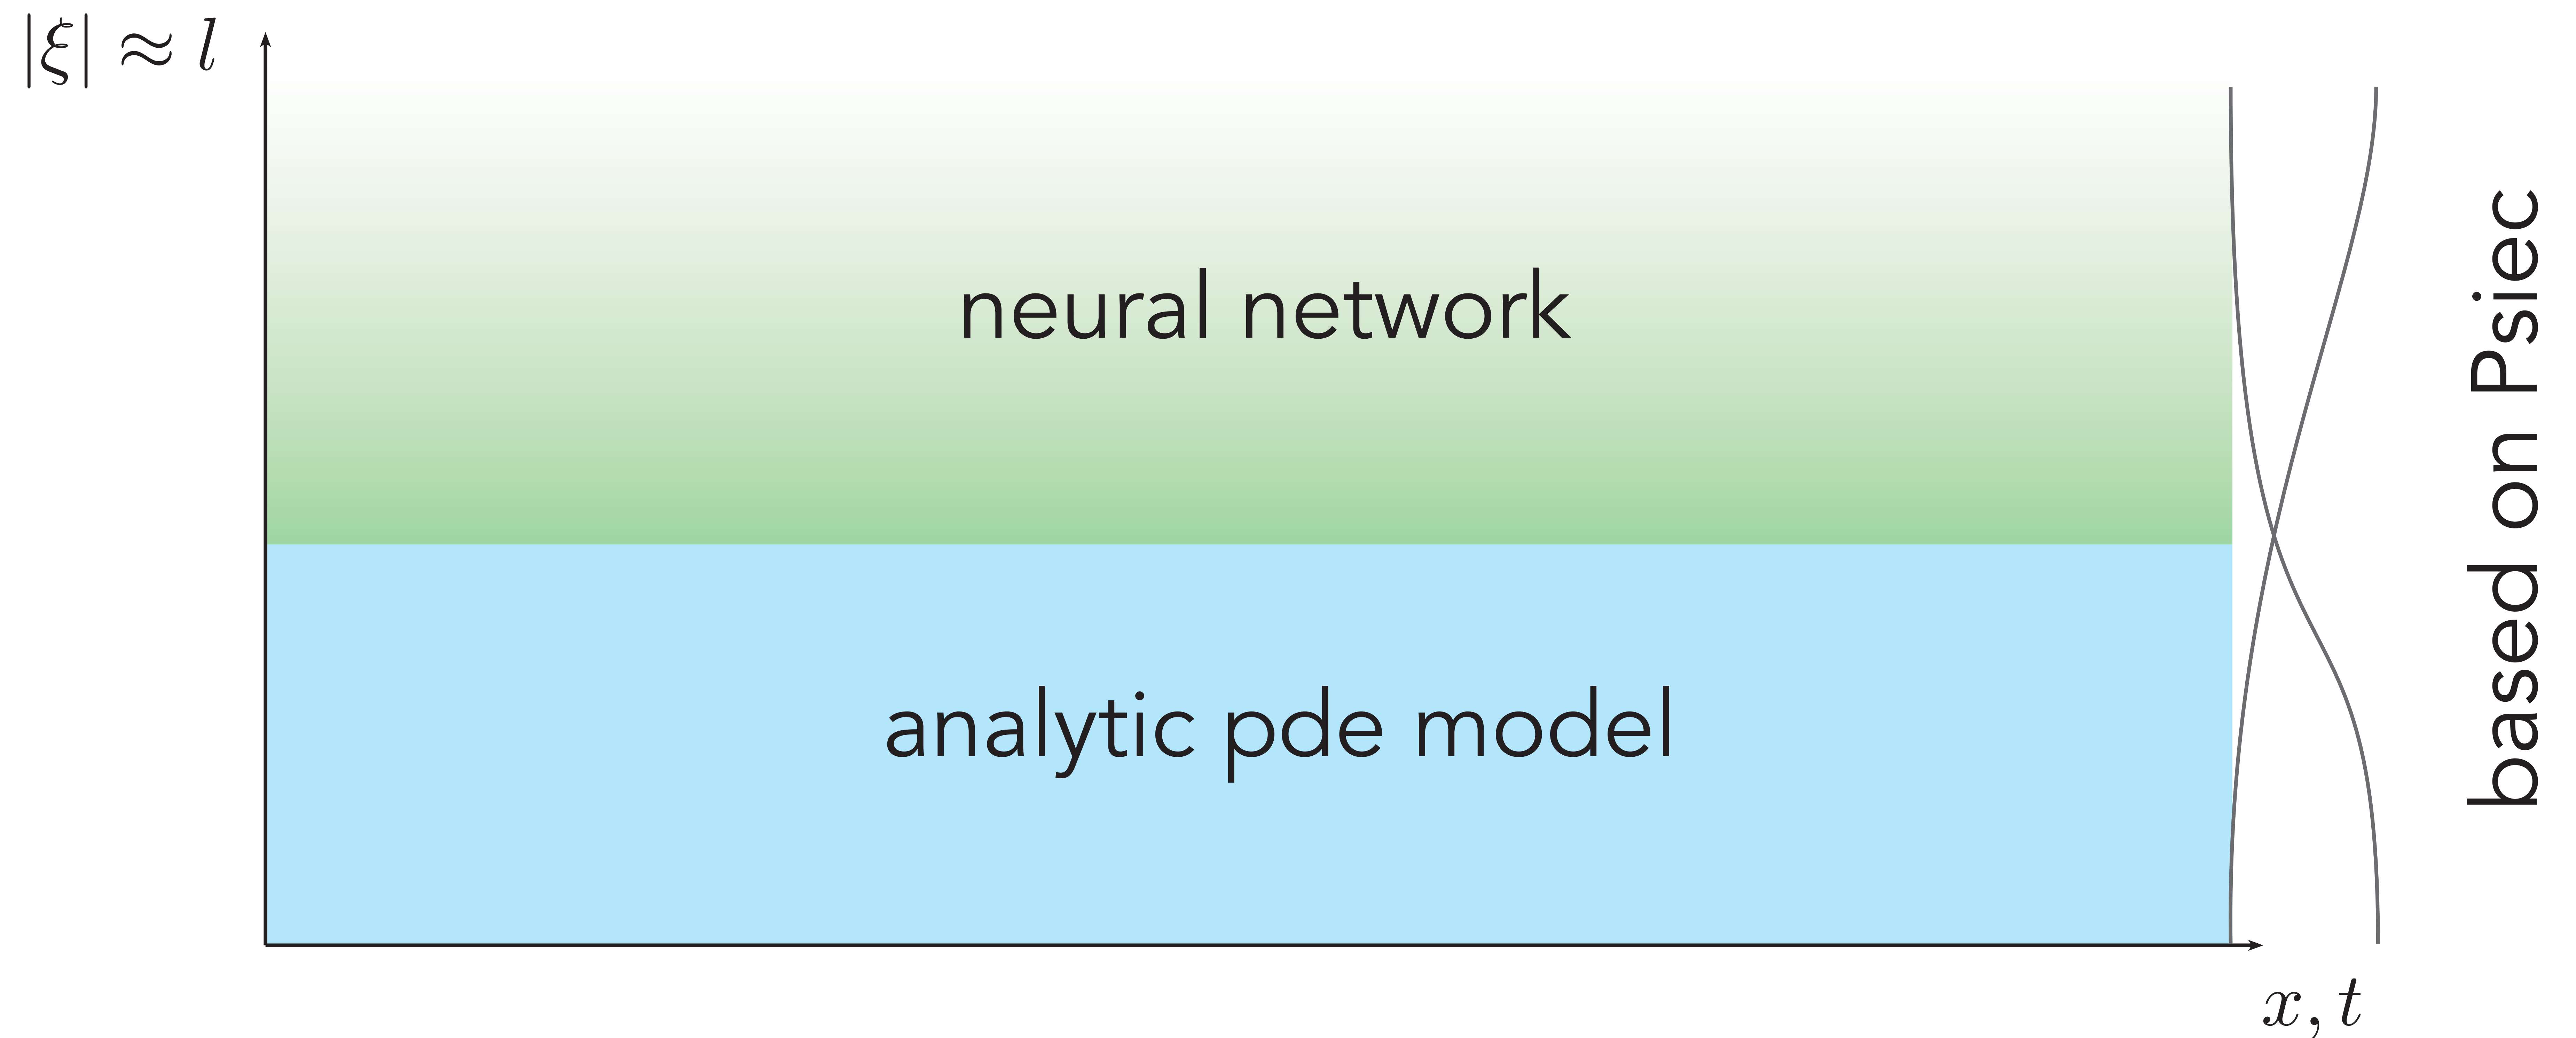 |ξ| ≈ l
neural network
analytic pde model
based on Psiec
x, t